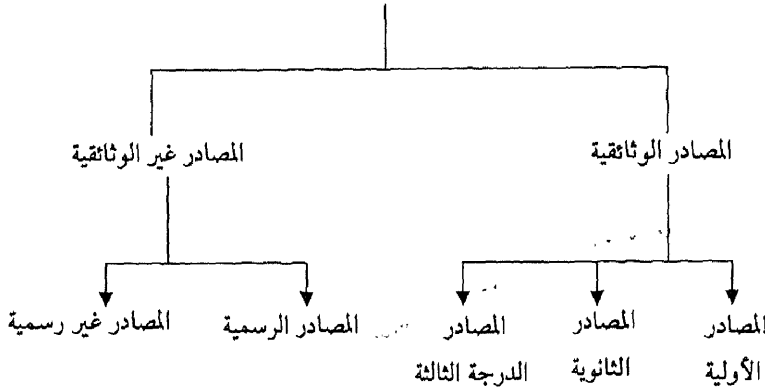 المصادر الوثائقية
المصادر غير الوثائقية
المصادر
الأولية
المصادر
الثانوية
المصادر
الدرجة الثالثة
المصادر الرسمية
المصادر غير رسمية